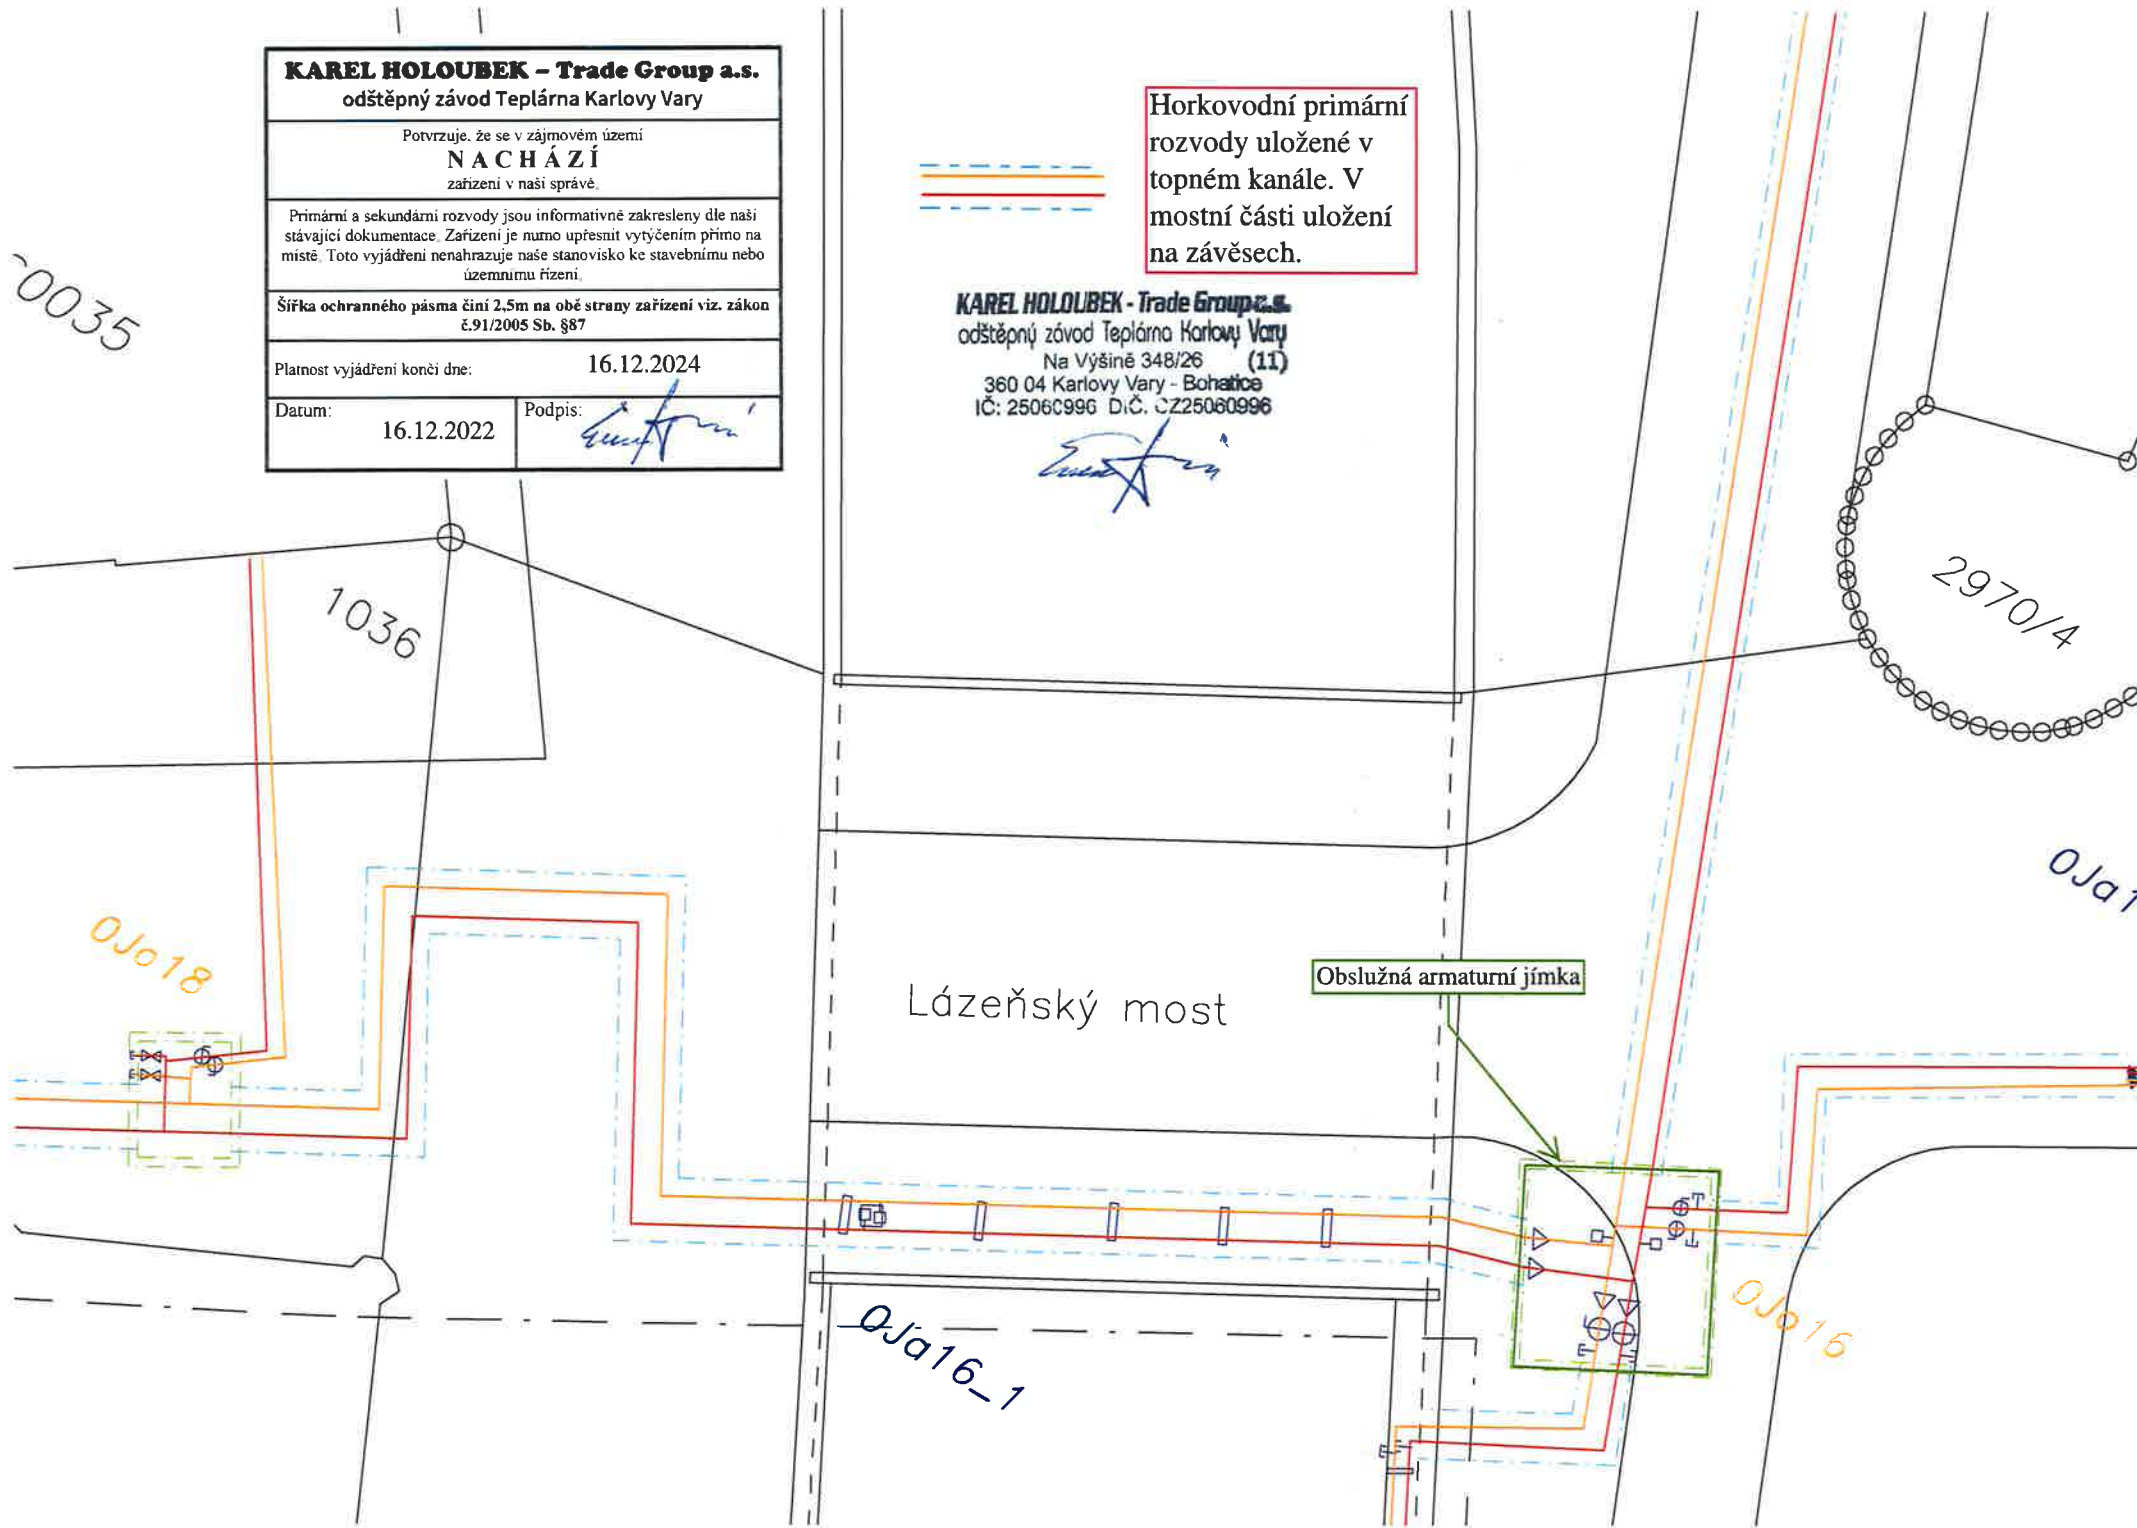 KAREL HOLOUBEK – Trade Group a.s.
odštěpný závod Teplárna Karlovy Vary
Potvrzuje, že se v zájmovém území
NACHÁZÍ
zařízení v naší správě.
Primární a sekundární rozvody jsou informativně zakresleny dle naší
stávající dokumentace. Zařízení je nutno upřesnit vytýčením přímo na
místě. Toto vyjádření nenahrazuje naše stanovisko ke stavebnímu nebo
územnímu řízení.
Šířka ochranného pásma činí 2,5m na obě strany zařízení viz. zákon
č.91/2005 Sb. §87
Platnost vyjádření končí dne: 16.12.2024
Datum: 16.12.2022
Podpis:
Horkovodní primární
rozvody uložené v
topném kanále. V
mostní části uložení
na závěsech.
KAREL HOLOUBEK - Trade Group a.s.
odštěpný závod Teplárna Karlovy Vary
Na Výšině 348/26 (11)
360 04 Karlovy Vary - Bohatice
IČ: 25060996 DIČ. CZ25060996
0035
1036
2970/4
OJa1
OJo18
Lázeňský most
Obslužná armaturní jímka
OJa16_1
OJo16